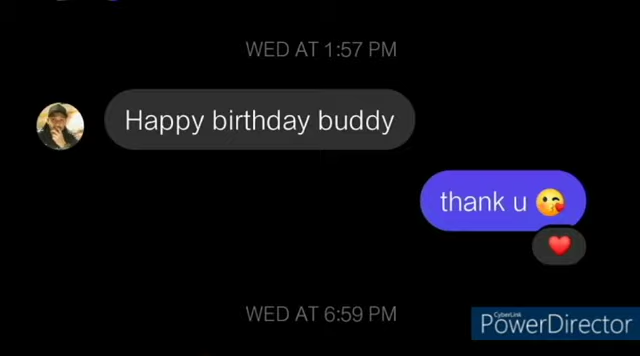 WED AT 1:57 PM
Happy birthday buddy
thank u 😘
❤️
WED AT 6:59 PM
CyberLink
PowerDirector